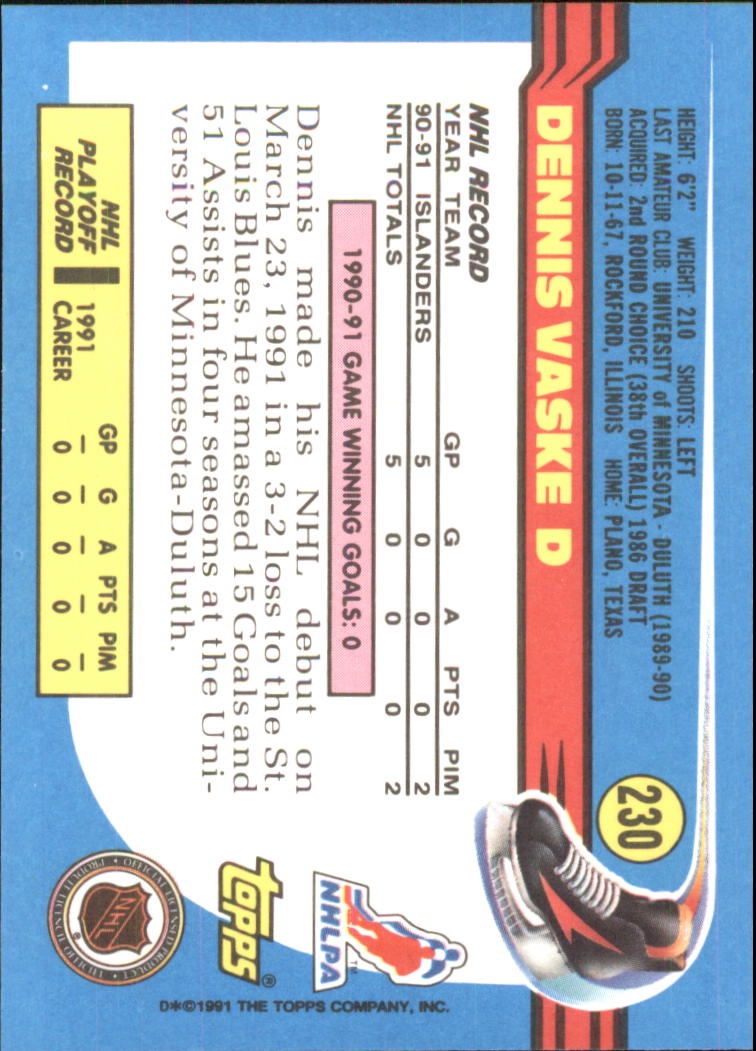 230
HEIGHT: 6'2" WEIGHT: 210 SHOOTS: LEFT
LAST AMATEUR CLUB: UNIVERSITY of MINNESOTA - DULUTH (1989-90)
ACQUIRED: 2nd ROUND CHOICE (38th OVERALL) 1986 DRAFT
BORN: 10-11-67, ROCKFORD, ILLINOIS HOME: PLANO, TEXAS
DENNIS VASKE D
NHL RECORD
YEAR TEAM GP G A PTS PIM
90-91 ISLANDERS 5 0 0 0 2
NHL TOTALS 5 0 0 0 2
1990-91 GAME WINNING GOALS: 0
Dennis made his NHL debut on
March 23, 1991 in a 3-2 loss to the St.
Louis Blues. He amassed 15 Goals and
51 Assists in four seasons at the Uni-
versity of Minnesota-Duluth.
NHL PLAYOFF RECORD
GP G A PTS PIM
1991 – – – – –
CAREER 0 0 0 0 0
NHLPA™
topps®
NHL
OFFICIAL LICENSED PRODUCT
®
D*©1991 THE TOPPS COMPANY, INC.